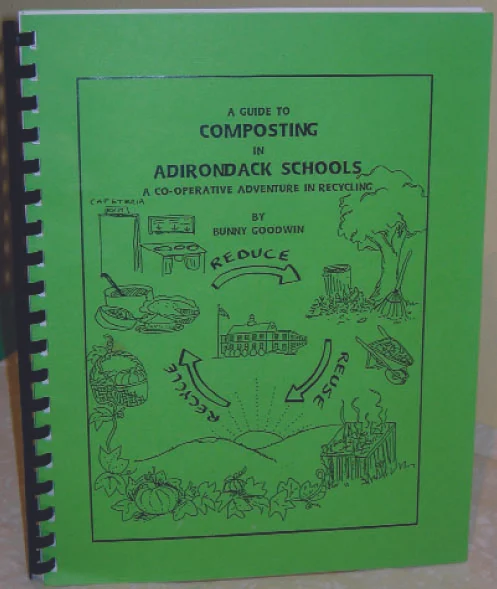 A GUIDE TO
COMPOSTING
IN
ADIRONDACK SCHOOLS
A CO-OPERATIVE ADVENTURE IN RECYCLING
BY
BUNNY GOODWIN
CAFETERIA
REDUCE
REUSE
RECYCLE